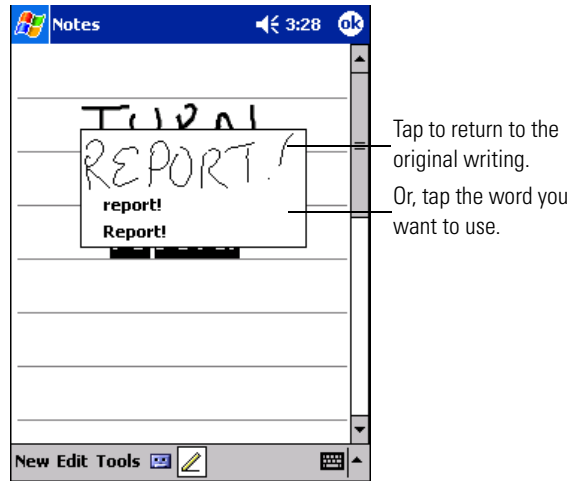 Notes 3:28 ok
REPORT!
report!
Report!
Tap to return to the
original writing.
Or, tap the word you
want to use.
New Edit Tools